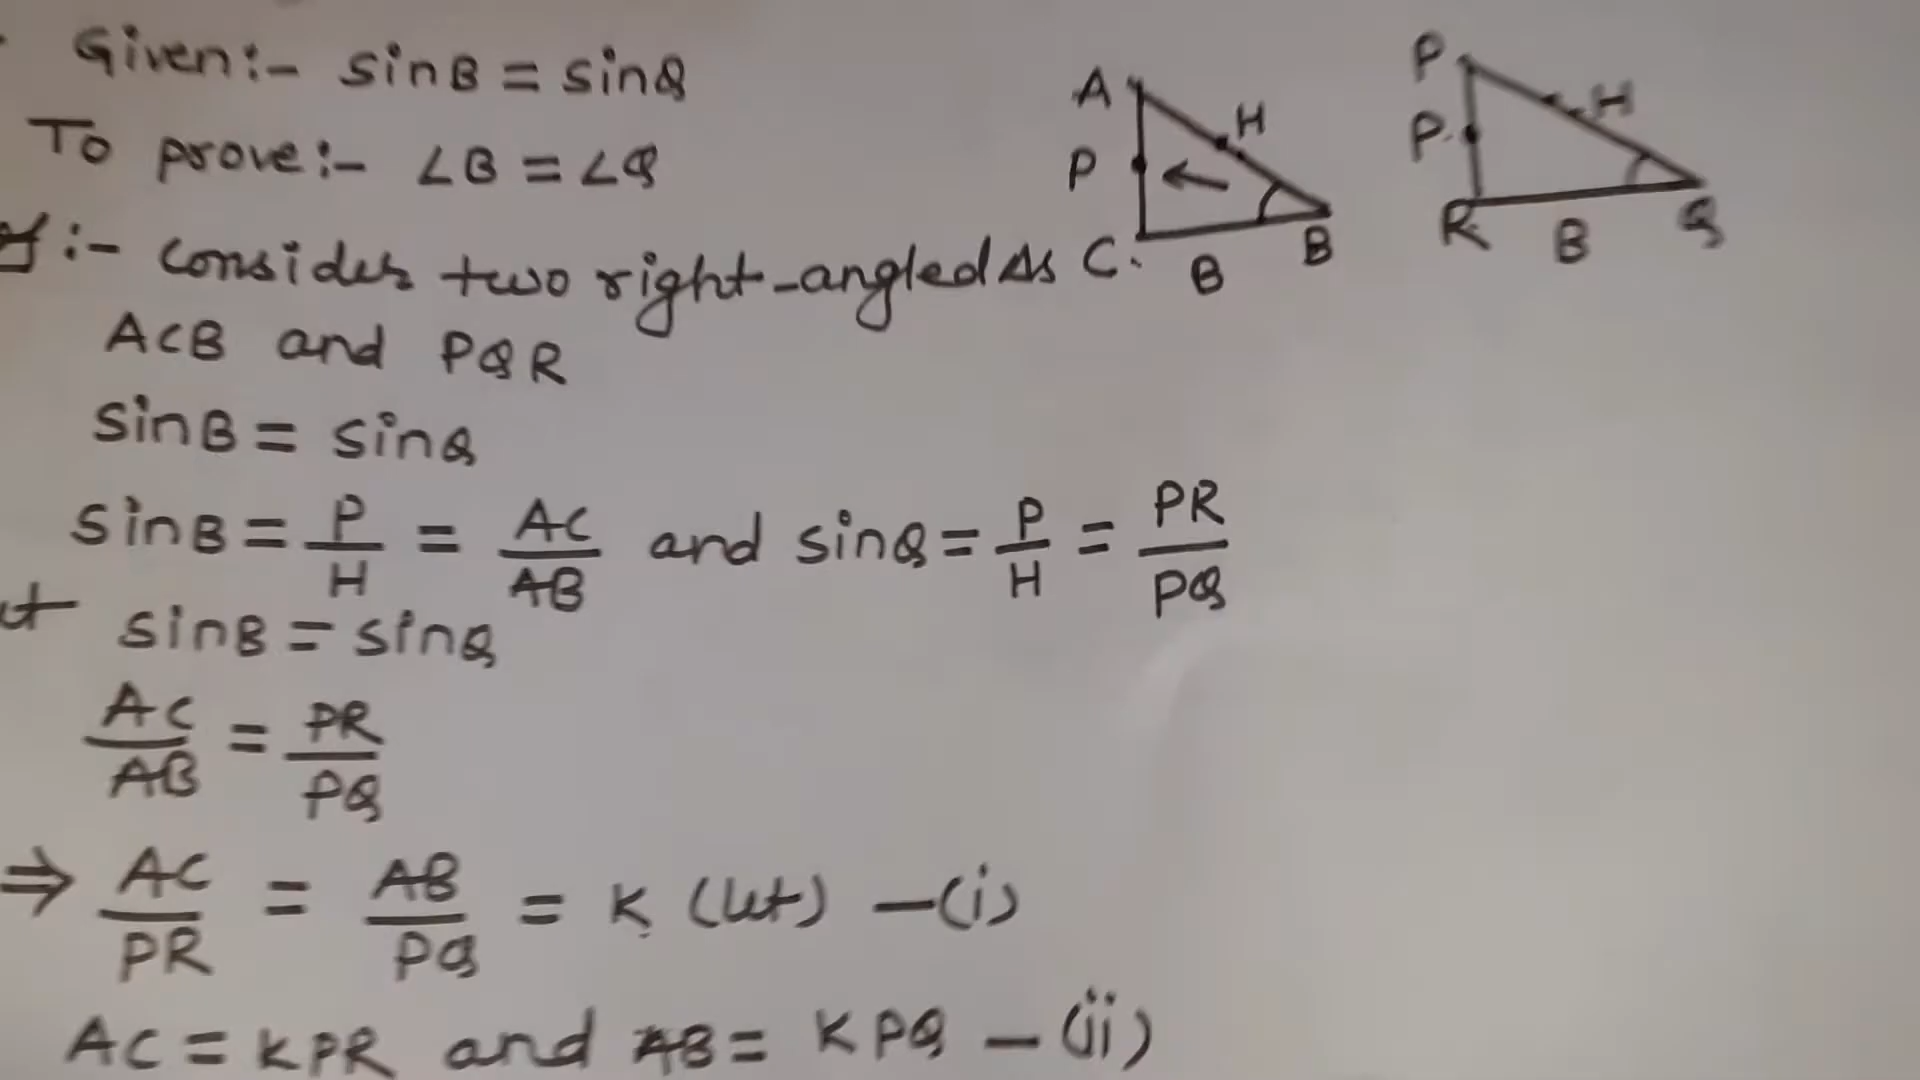 Given:- sinB = sinQ
To prove:- ∠B = ∠Q
:- Consider two right-angled Δs
ACB and PQR
sinB = sinQ
sinB = P/H = AC/AB and sinQ = P/H = PR/PQ
sinB = sinQ
AC/AB = PR/PQ
⇒ AC/PR = AB/PQ = K (let) -(i)
AC = KPR and AB = KPQ -(ii)
A
H
P
C
B
B
P
H
P
R
B
Q